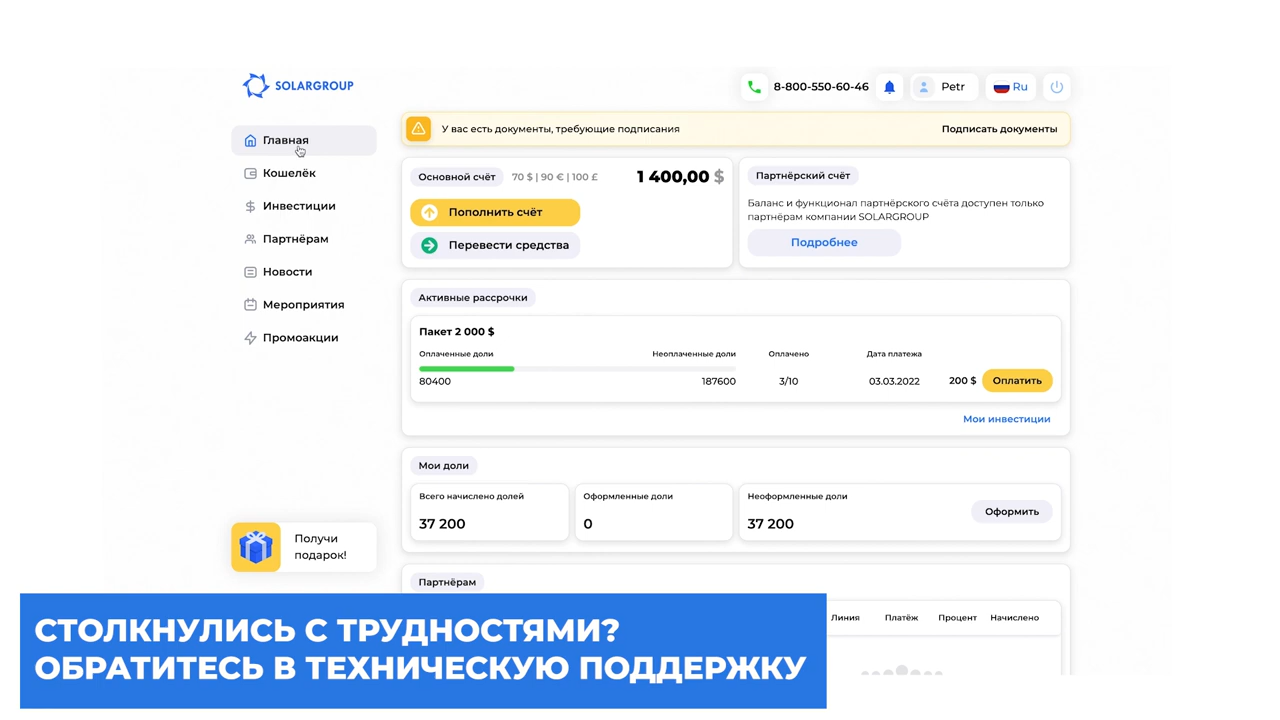 SOLARGROUP
8-800-550-60-46
Petr
Ru
Главная
Кошелёк
Инвестиции
Партнёрам
Новости
Мероприятия
Промоакции
Получи
подарок!
У вас есть документы, требующие подписания
Подписать документы
Основной счёт
70 $ | 90 € | 100 £
1 400,00 $
Пополнить счёт
Перевести средства
Партнёрский счёт
Баланс и функционал партнёрского счёта доступен только
партнёрам компании SOLARGROUP
Подробнее
Активные рассрочки
Пакет 2 000 $
Оплаченные доли
Неоплаченные доли
Оплачено
Дата платежа
80400
187600
3/10
03.03.2022
200 $
Оплатить
Мои инвестиции
Мои доли
Всего начислено долей
37 200
Оформленные доли
0
Неоформленные доли
37 200
Оформить
Партнёрам
Линия
Платёж
Процент
Начислено
СТОЛКНУЛИСЬ С ТРУДНОСТЯМИ?
ОБРАТИТЕСЬ В ТЕХНИЧЕСКУЮ ПОДДЕРЖКУ